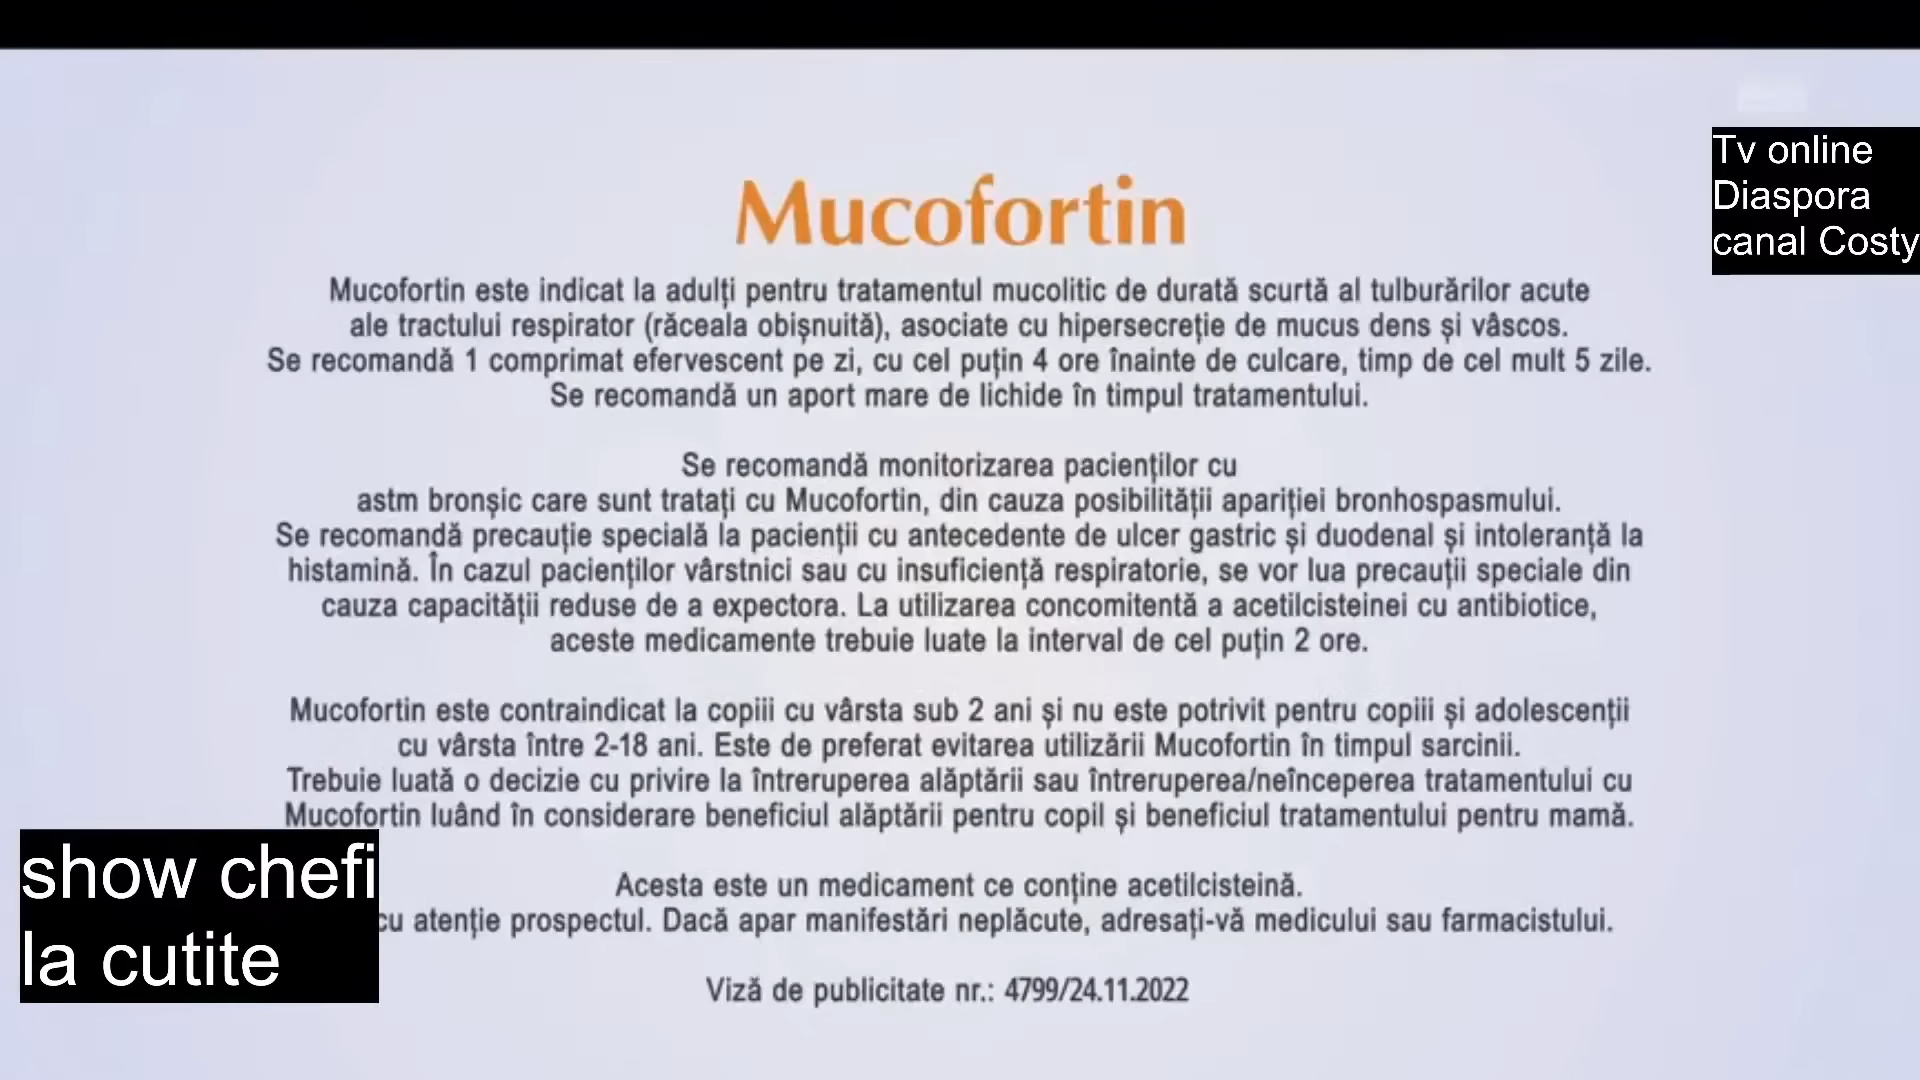 Tv online
Diaspora
canal Costy
Mucofortin
Mucofortin este indicat la adulți pentru tratamentul mucolitic de durată scurtă al tulburărilor acute
ale tractului respirator (răceala obișnuită), asociate cu hipersecreție de mucus dens și vâscos.
Se recomandă 1 comprimat efervescent pe zi, cu cel puțin 4 ore înainte de culcare, timp de cel mult 5 zile.
Se recomandă un aport mare de lichide în timpul tratamentului.
Se recomandă monitorizarea pacienților cu
astm bronșic care sunt tratați cu Mucofortin, din cauza posibilității apariției bronhospasmului.
Se recomandă precauție specială la pacienții cu antecedente de ulcer gastric și duodenal și intoleranță la
histamină. În cazul pacienților vârstnici sau cu insuficiență respiratorie, se vor lua precauții speciale din
cauza capacității reduse de a expectora. La utilizarea concomitentă a acetilcisteinei cu antibiotice,
aceste medicamente trebuie luate la interval de cel puțin 2 ore.
Mucofortin este contraindicat la copiii cu vârsta sub 2 ani și nu este potrivit pentru copiii și adolescenții
cu vârsta între 2-18 ani. Este de preferat evitarea utilizării Mucofortin în timpul sarcinii.
Trebuie luată o decizie cu privire la întreruperea alăptării sau întreruperea/neînceperea tratamentului cu
Mucofortin luând în considerare beneficiul alăptării pentru copil și beneficiul tratamentului pentru mamă.
Acesta este un medicament ce conține acetilcisteină.
cu atenție prospectul. Dacă apar manifestări neplăcute, adresați-vă medicului sau farmacistului.
Viză de publicitate nr.: 4799/24.11.2022
show chefi
la cutite